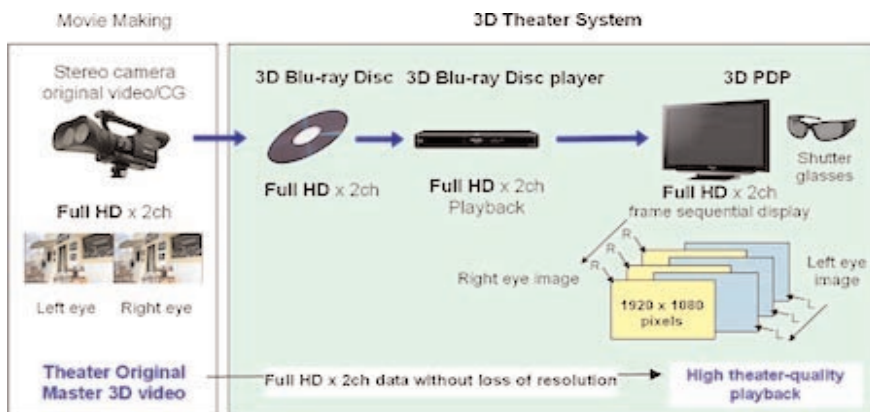 Movie Making
3D Theater System
Stereo camera
original video/CG
Full HD x 2ch
Left eye
Right eye
Theater Original
Master 3D video
3D Blu-ray Disc
Full HD x 2ch
3D Blu-ray Disc player
Full HD x 2ch
Playback
3D PDP
Shutter
glasses
Full HD x 2ch
frame sequential display
Right eye image
R
R
R
1920 x 1080
pixels
L
L
L
Left eye
image
Full HD x 2ch data without loss of resolution
High theater-quality
playback